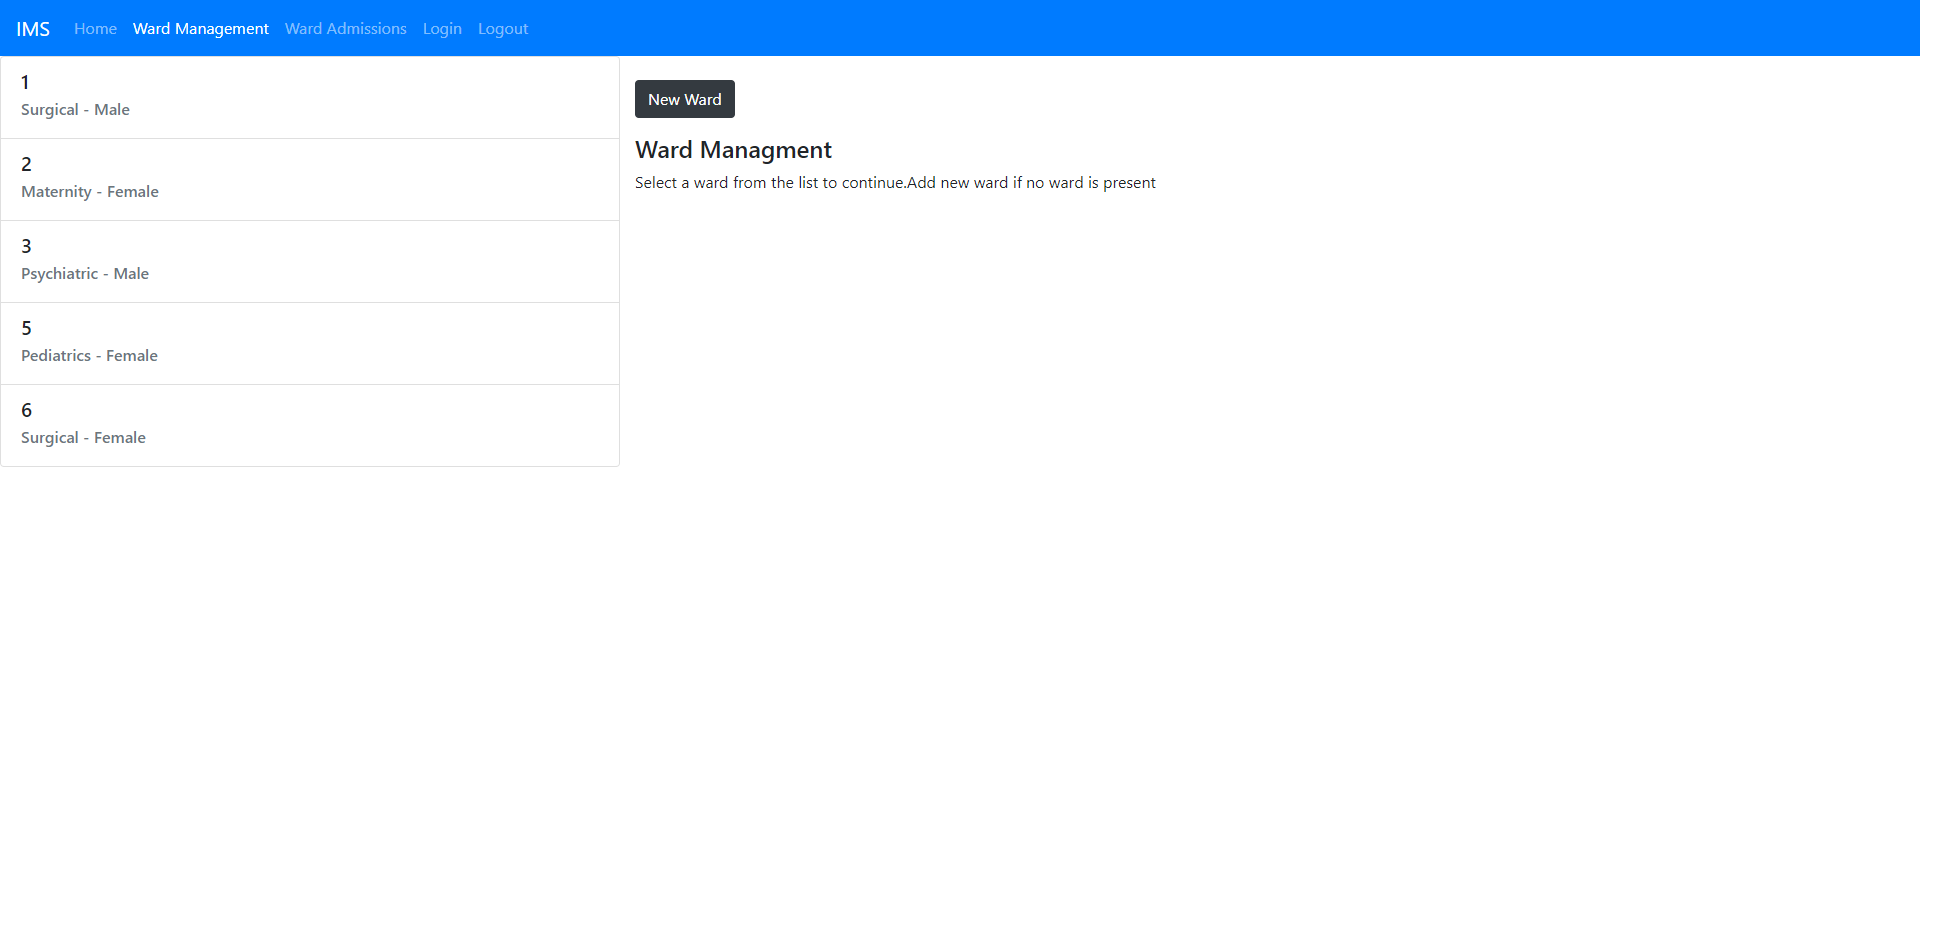 IMS Home Ward Management Ward Admissions Login Logout
1
Surgical - Male
2
Maternity - Female
3
Psychiatric - Male
5
Pediatrics - Female
6
Surgical - Female
New Ward
Ward Managment
Select a ward from the list to continue.Add new ward if no ward is present